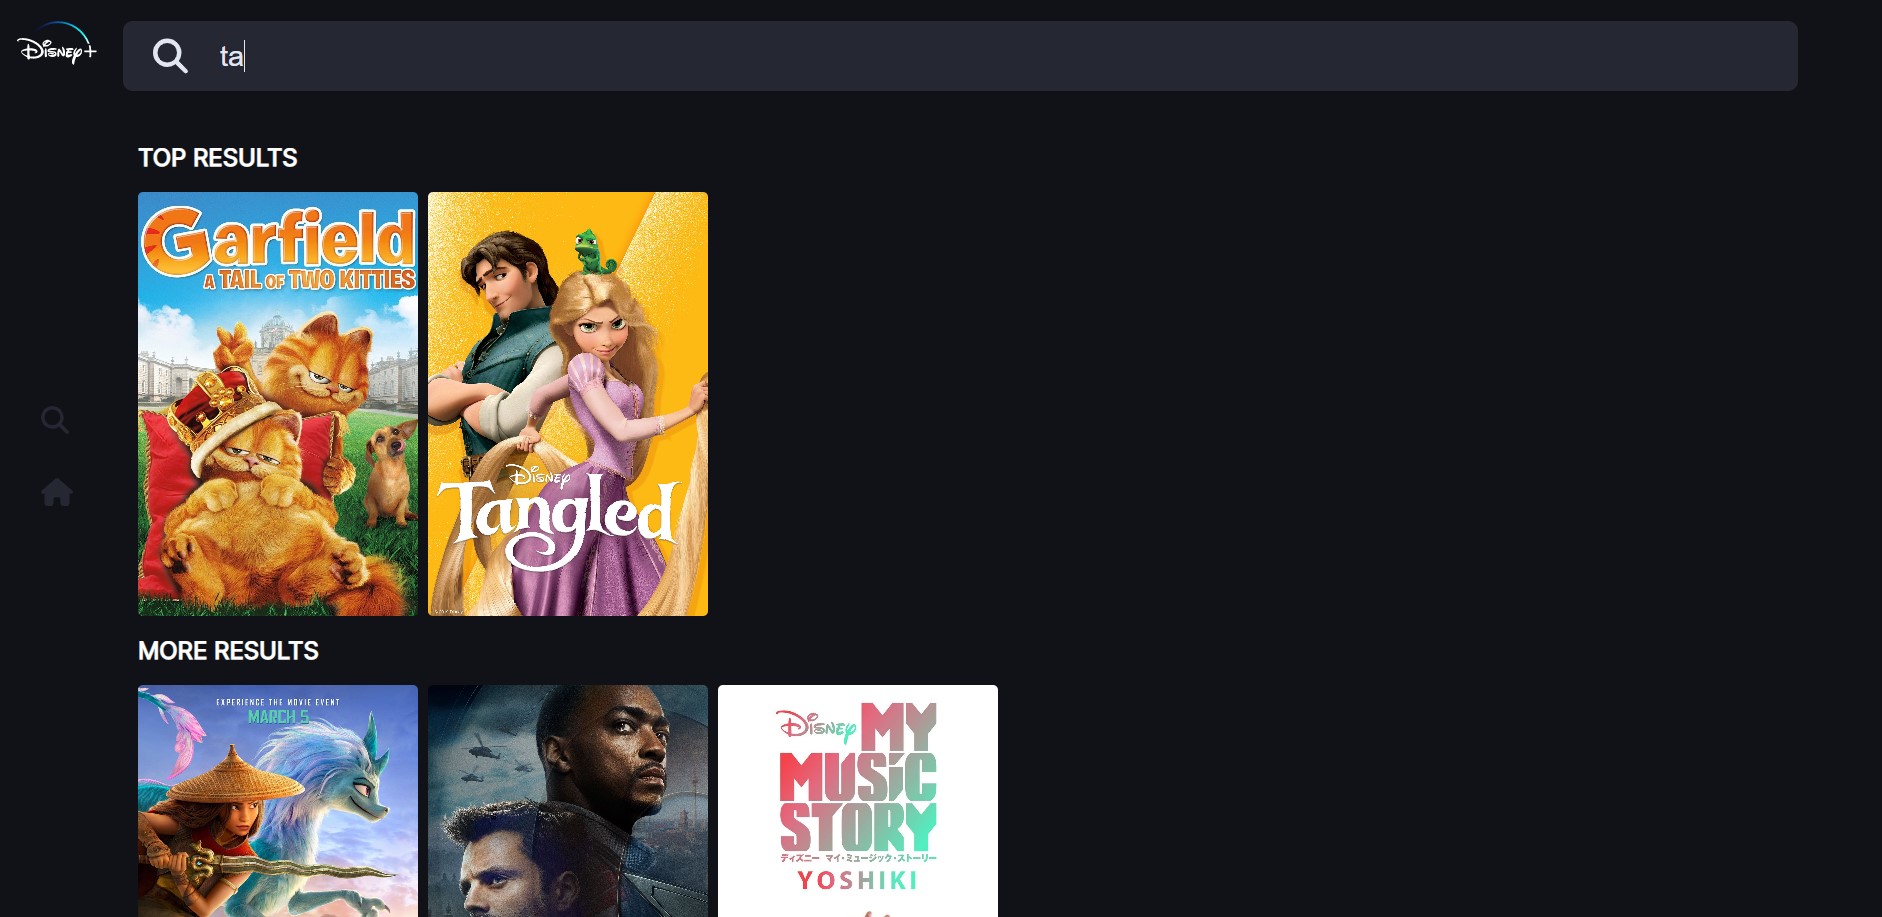 Disney+
ta
TOP RESULTS
Garfield
A TAIL OF TWO KITTIES
Disney
Tangled
MORE RESULTS
EXPERIENCE THE MOVIE EVENT
MARCH 5
Disney MY
MUSIC
STORY
ディズニー マイ・ミュージック・ストーリー
YOSHIKI